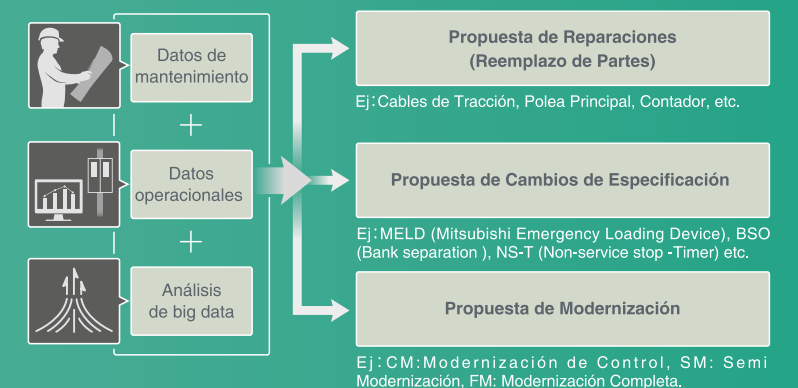 Datos de
mantenimiento
+
Datos
operacionales
+
Análisis
de big data
Propuesta de Reparaciones
(Reemplazo de Partes)
Ej:Cables de Tracción, Polea Principal, Contador, etc.
Propuesta de Cambios de Especificación
Ej:MELD (Mitsubishi Emergency Loading Device), BSO
(Bank separation ), NS-T (Non-service stop -Timer) etc.
Propuesta de Modernización
Ej:CM:Modernización de Control, SM: Semi
Modernización, FM: Modernización Completa.